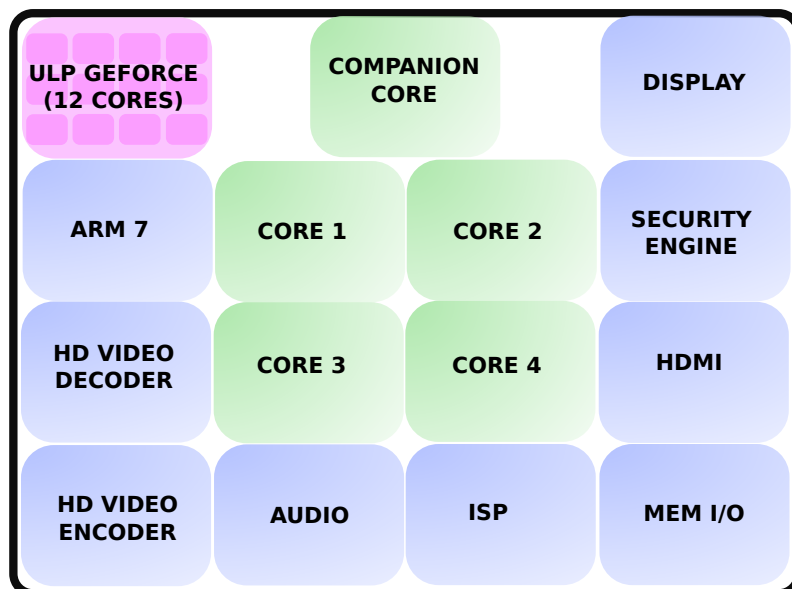 ULP GEFORCE
(12 CORES)
COMPANION
CORE
DISPLAY
ARM 7
CORE 1
CORE 2
SECURITY
ENGINE
HD VIDEO
DECODER
CORE 3
CORE 4
HDMI
HD VIDEO
ENCODER
AUDIO
ISP
MEM I/O